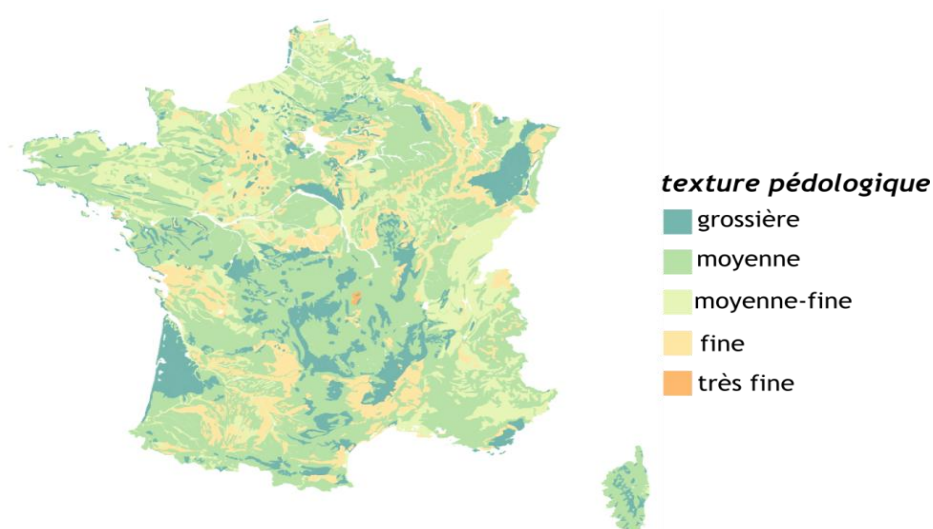 texture pédologique
grossière
moyenne
moyenne-fine
fine
très fine